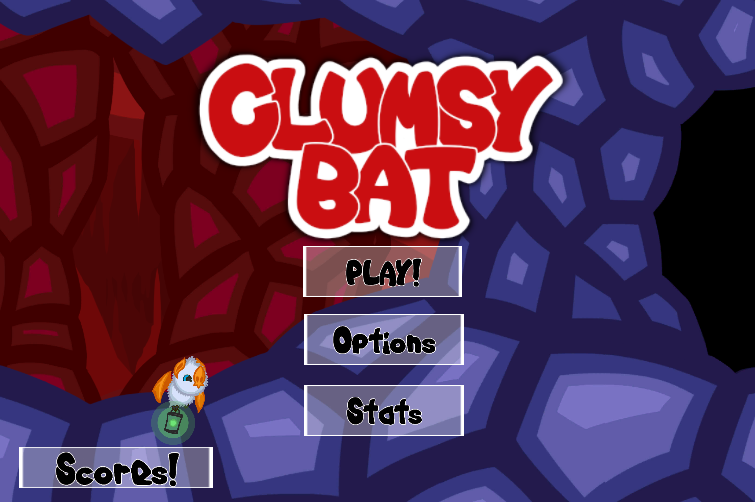 CLUMSY
BAT
PLAY!
Options
Stats
Scores!